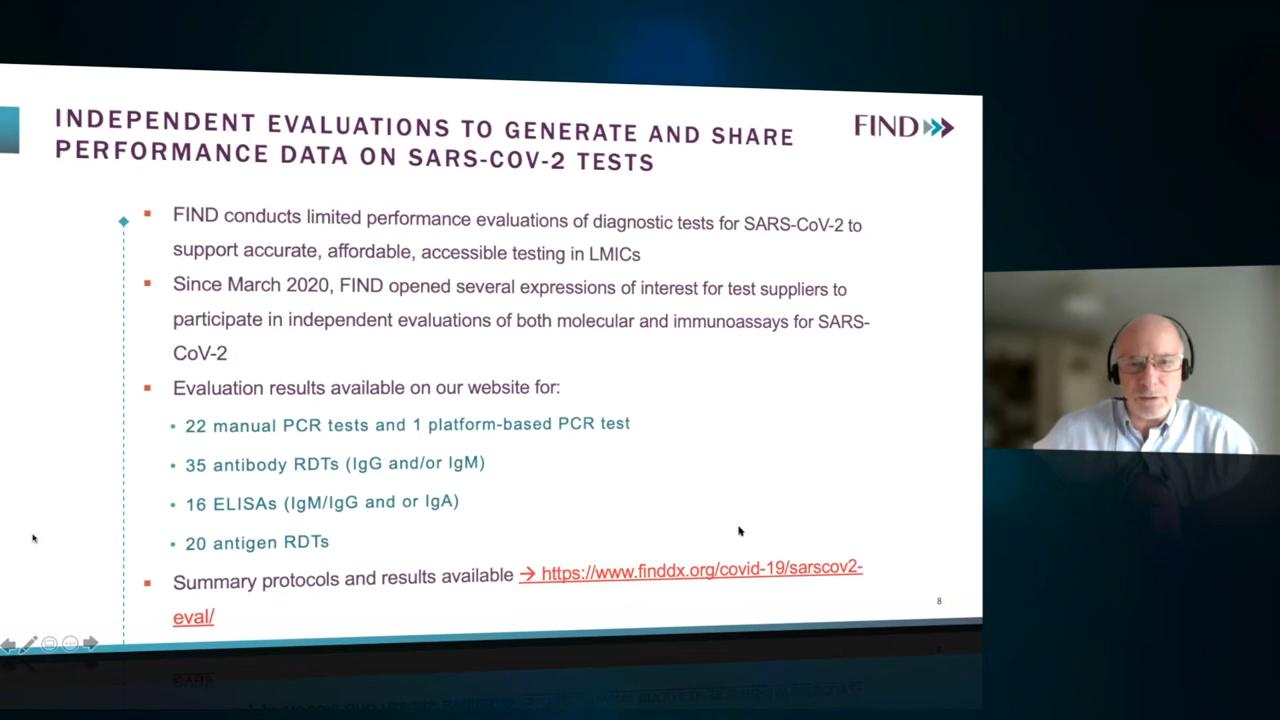 INDEPENDENT EVALUATIONS TO GENERATE AND SHARE
PERFORMANCE DATA ON SARS-COV-2 TESTS
FIND
FIND conducts limited performance evaluations of diagnostic tests for SARS-CoV-2 to
support accurate, affordable, accessible testing in LMICs
Since March 2020, FIND opened several expressions of interest for test suppliers to
participate in independent evaluations of both molecular and immunoassays for SARS-
CoV-2
Evaluation results available on our website for:
22 manual PCR tests and 1 platform-based PCR test
35 antibody RDTs (IgG and/or IgM)
16 ELISAs (IgM/IgG and or IgA)
20 antigen RDTs
Summary protocols and results available → https://www.finddx.org/covid-19/sarscov2-
eval/
8